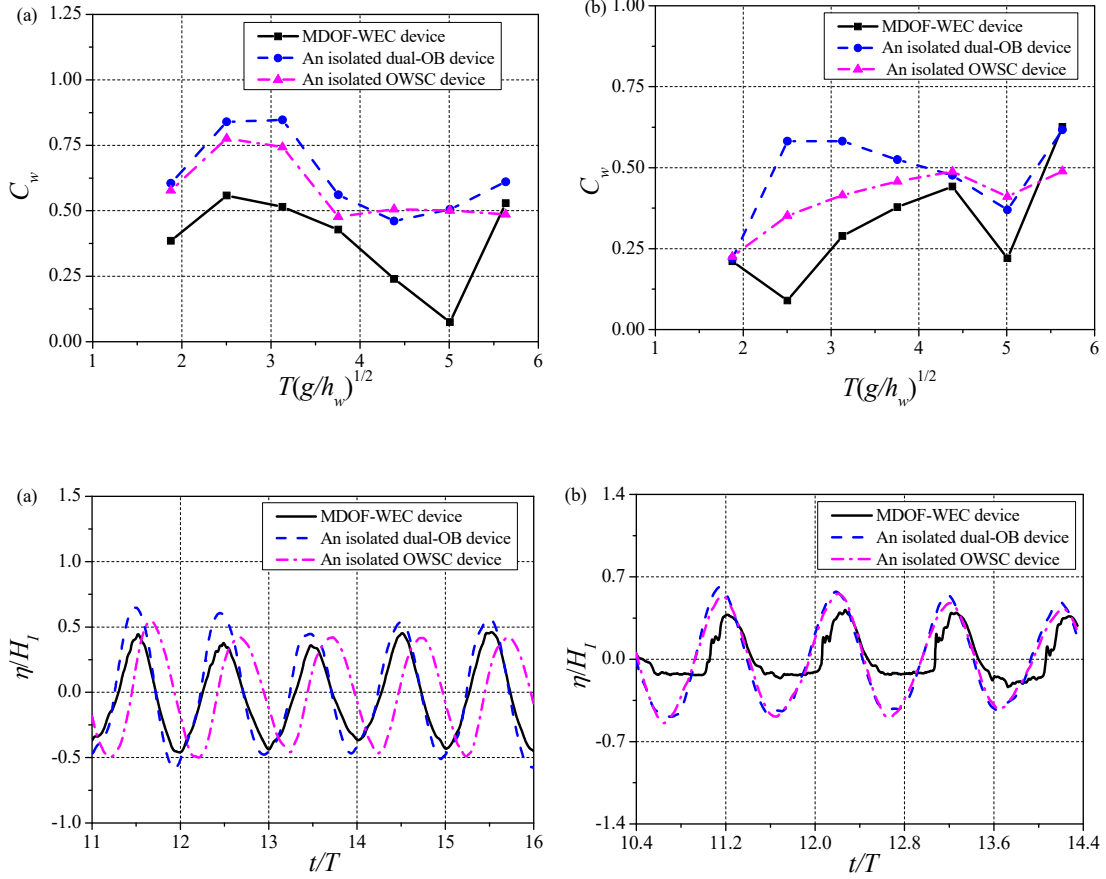 (a)
1.25
1.00
0.75
0.50
0.25
0.00
C_w
MDOF-WEC device
An isolated dual-OB device
An isolated OWSC device
1 2 3 4 5 6
T(g/h_w)^{1/2}
(b)
1.00
0.75
0.50
0.25
0.00
C_w
MDOF-WEC device
An isolated dual-OB device
An isolated OWSC device
1 2 3 4 5 6
T(g/h_w)^{1/2}
(a)
1.5
1.0
0.5
0.0
-0.5
-1.0
η/H_I
MDOF-WEC device
An isolated dual-OB device
An isolated OWSC device
11 12 13 14 15 16
t/T
(b)
1.4
0.7
0.0
-0.7
-1.4
η/H_I
MDOF-WEC device
An isolated dual-OB device
An isolated OWSC device
10.4 11.2 12.0 12.8 13.6 14.4
t/T